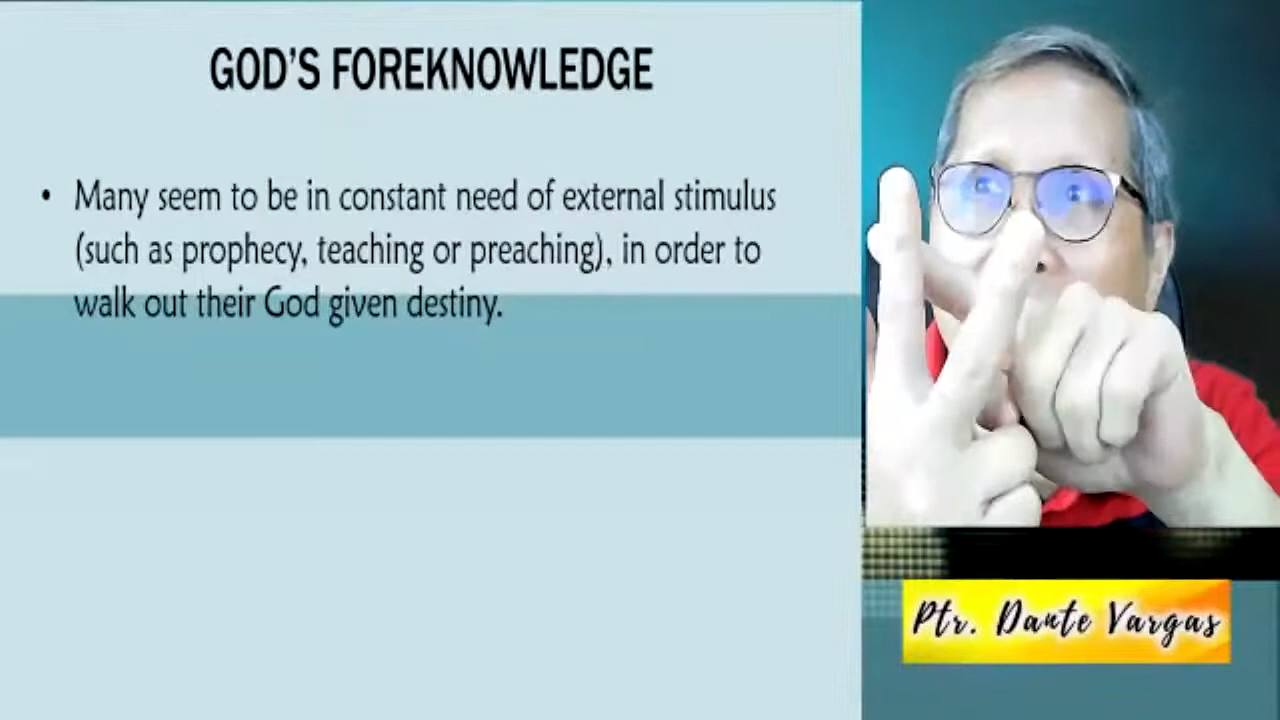 GOD'S FOREKNOWLEDGE
• Many seem to be in constant need of external stimulus
(such as prophecy, teaching or preaching), in order to
walk out their God given destiny.
Ptr. Dante Vargas